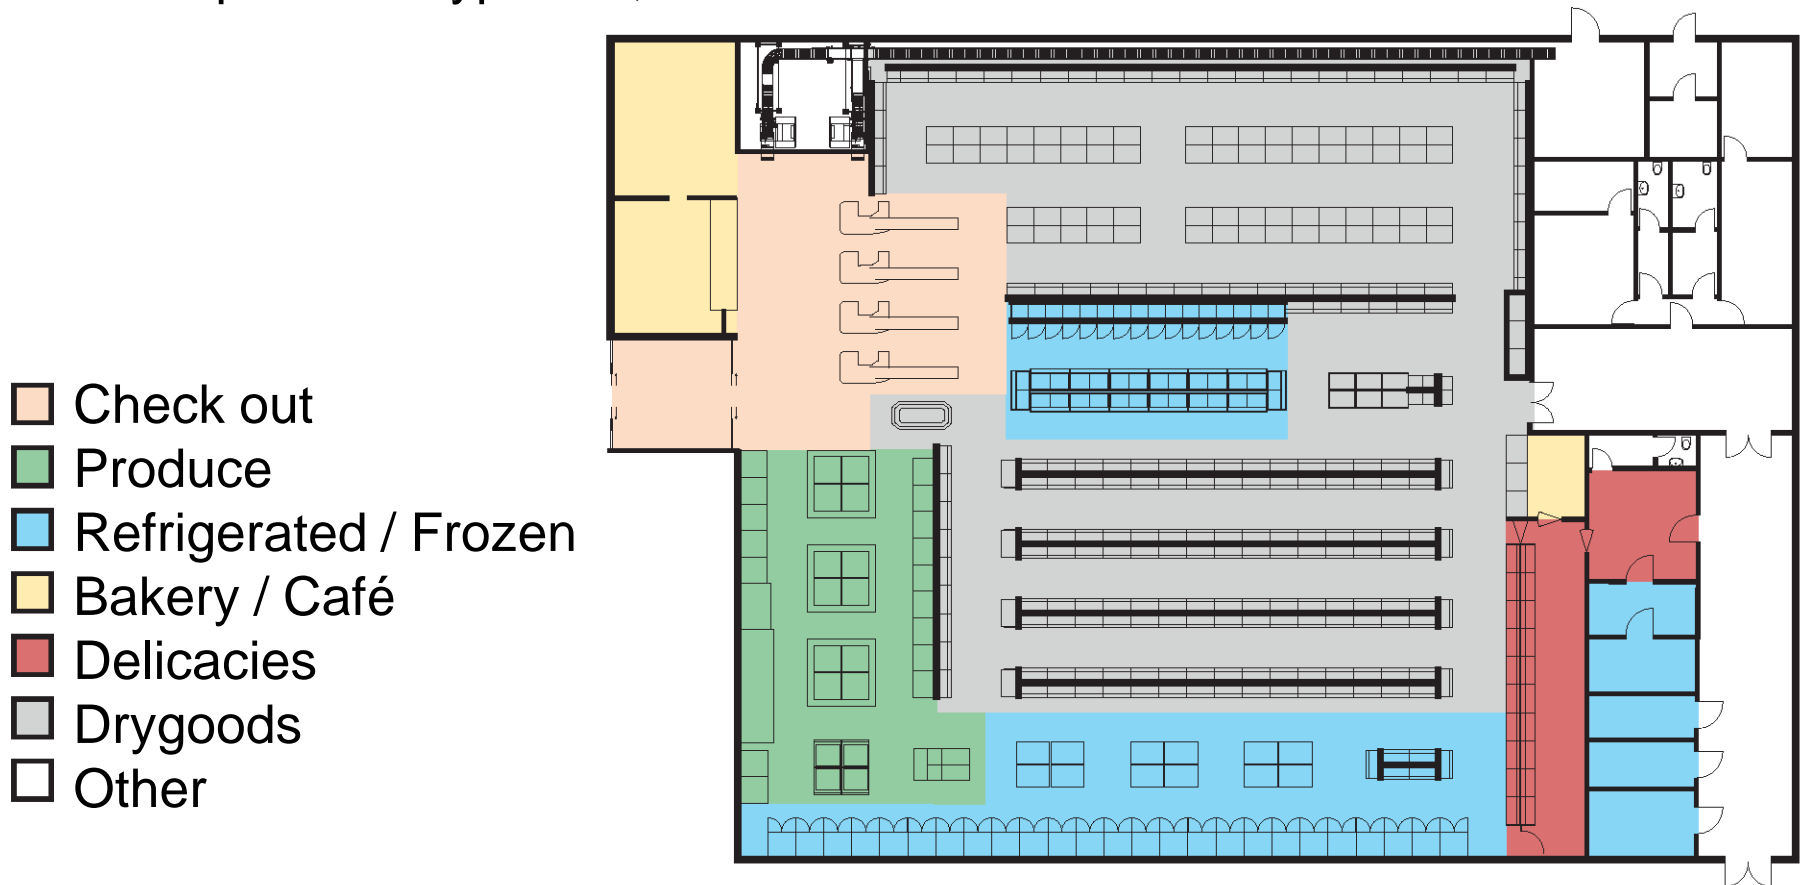 Check out
Produce
Refrigerated / Frozen
Bakery / Café
Delicacies
Drygoods
Other